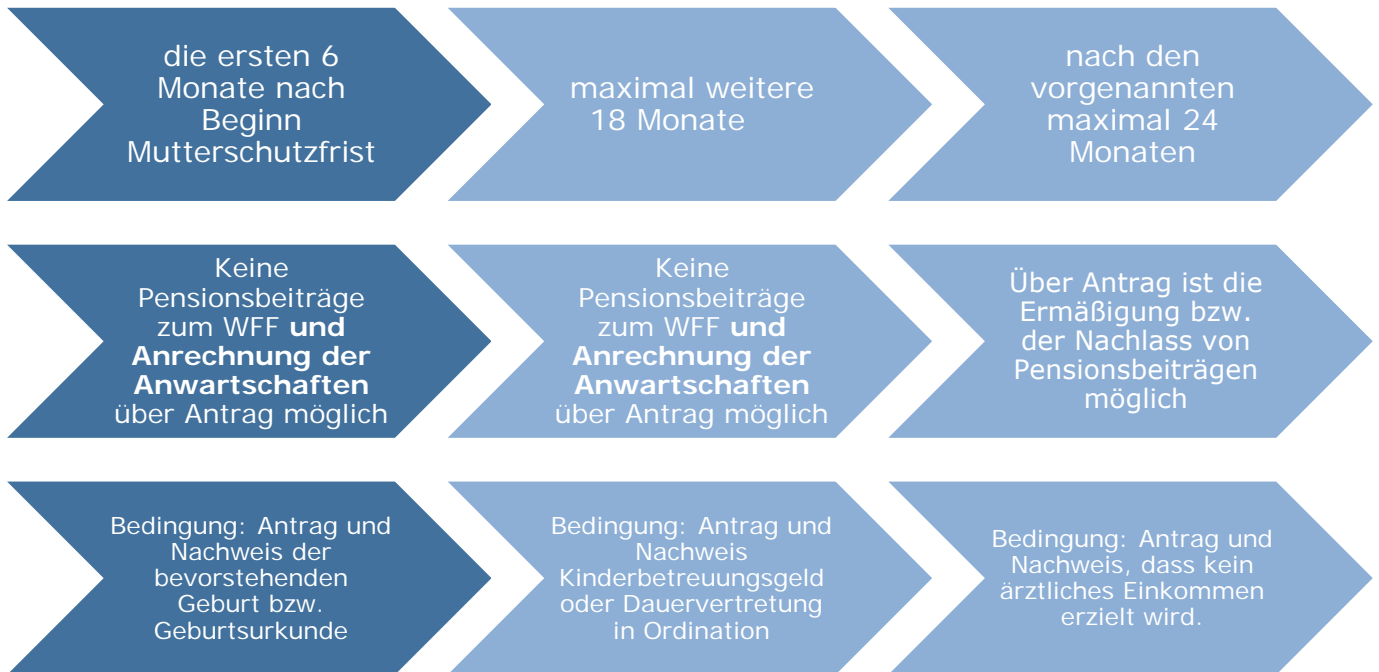 die ersten 6
Monate nach
Beginn
Mutterschutzfrist
maximal weitere
18 Monate
nach den
vorgenannten
maximal 24
Monaten
Keine
Pensionsbeiträge
zum WFF und
Anrechnung der
Anwartschaften
über Antrag möglich
Keine
Pensionsbeiträge
zum WFF und
Anrechnung der
Anwartschaften
über Antrag möglich
Über Antrag ist die
Ermäßigung bzw.
der Nachlass von
Pensionsbeiträgen
möglich
Bedingung: Antrag und
Nachweis der
bevorstehenden
Geburt bzw.
Geburtsurkunde
Bedingung: Antrag und
Nachweis
Kinderbetreuungsgeld
oder Dauervertretung
in Ordination
Bedingung: Antrag und
Nachweis, dass kein
ärztliches Einkommen
erzielt wird.